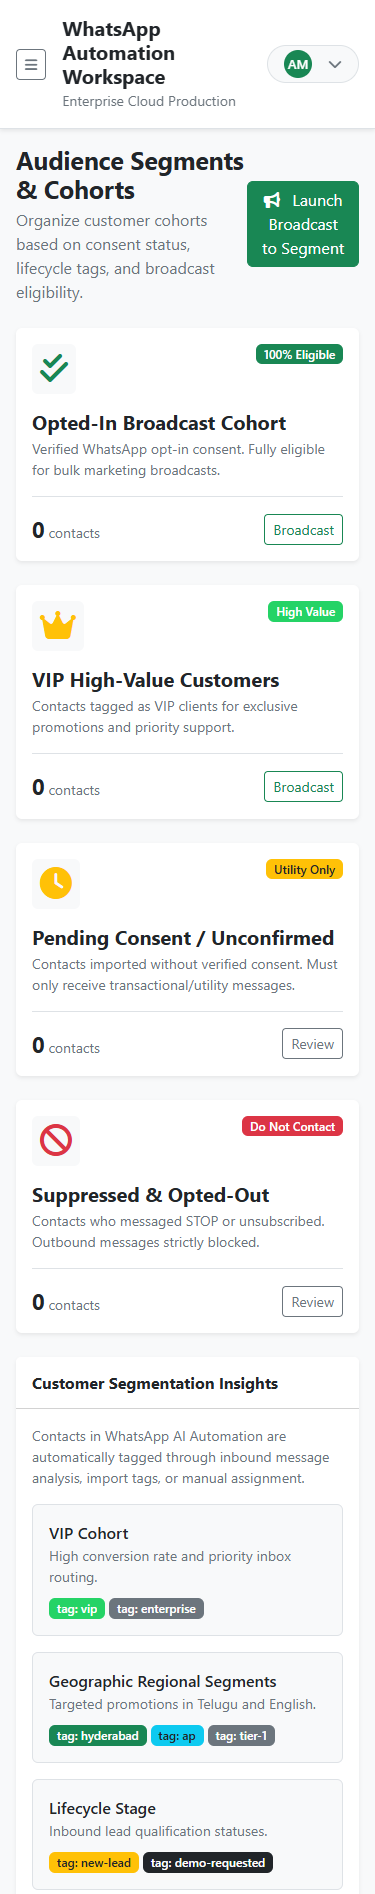 WhatsApp
Automation
Workspace
Enterprise Cloud Production
AM
Audience Segments
& Cohorts
Organize customer cohorts
based on consent status,
lifecycle tags, and broadcast
eligibility.
Launch
Broadcast
to Segment
100% Eligible
Opted-In Broadcast Cohort
Verified WhatsApp opt-in consent. Fully eligible
for bulk marketing broadcasts.
0 contacts
Broadcast
High Value
VIP High-Value Customers
Contacts tagged as VIP clients for exclusive
promotions and priority support.
0 contacts
Broadcast
Utility Only
Pending Consent / Unconfirmed
Contacts imported without verified consent. Must
only receive transactional/utility messages.
0 contacts
Review
Do Not Contact
Suppressed & Opted-Out
Contacts who messaged STOP or unsubscribed.
Outbound messages strictly blocked.
0 contacts
Review
Customer Segmentation Insights
Contacts in WhatsApp AI Automation are
automatically tagged through inbound message
analysis, import tags, or manual assignment.
VIP Cohort
High conversion rate and priority inbox
routing.
tag: vip tag: enterprise
Geographic Regional Segments
Targeted promotions in Telugu and English.
tag: hyderabad tag: ap tag: tier-1
Lifecycle Stage
Inbound lead qualification statuses.
tag: new-lead tag: demo-requested